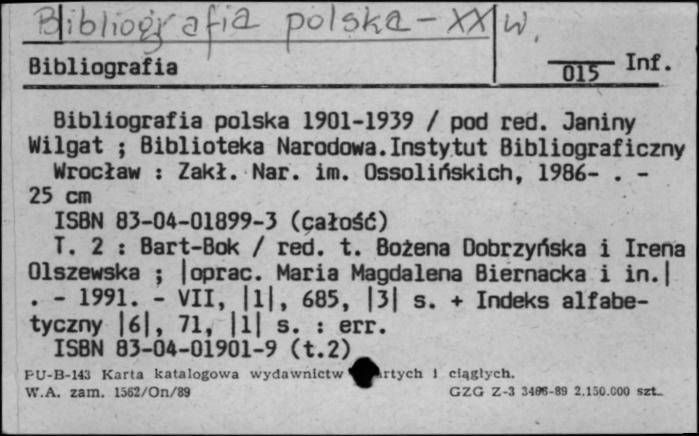 Bibliografia polska - XX w.
Bibliografia
015 Inf.
Bibliografia polska 1901-1939 / pod red. Janiny
Wilgat ; Biblioteka Narodowa.Instytut Bibliograficzny
Wrocław : Zakł. Nar. im. Ossolińskich, 1986- . -
25 cm
ISBN 83-04-01899-3 (całość)
T. 2 : Bart-Bok / red. t. Bożena Dobrzyńska i Irena
Olszewska ; |oprac. Maria Magdalena Biernacka i in.|
. - 1991. - VII, |1|, 685, |3| s. + Indeks alfabe-
tyczny |6|, 71, |1| s. : err.
ISBN 83-04-01901-9 (t.2)
PU-B-143 Karta katalogowa wydawnictw i ciągłych.
W.A. zam. 1562/On/89 GZG Z-3 -89 2.150.000 szt.